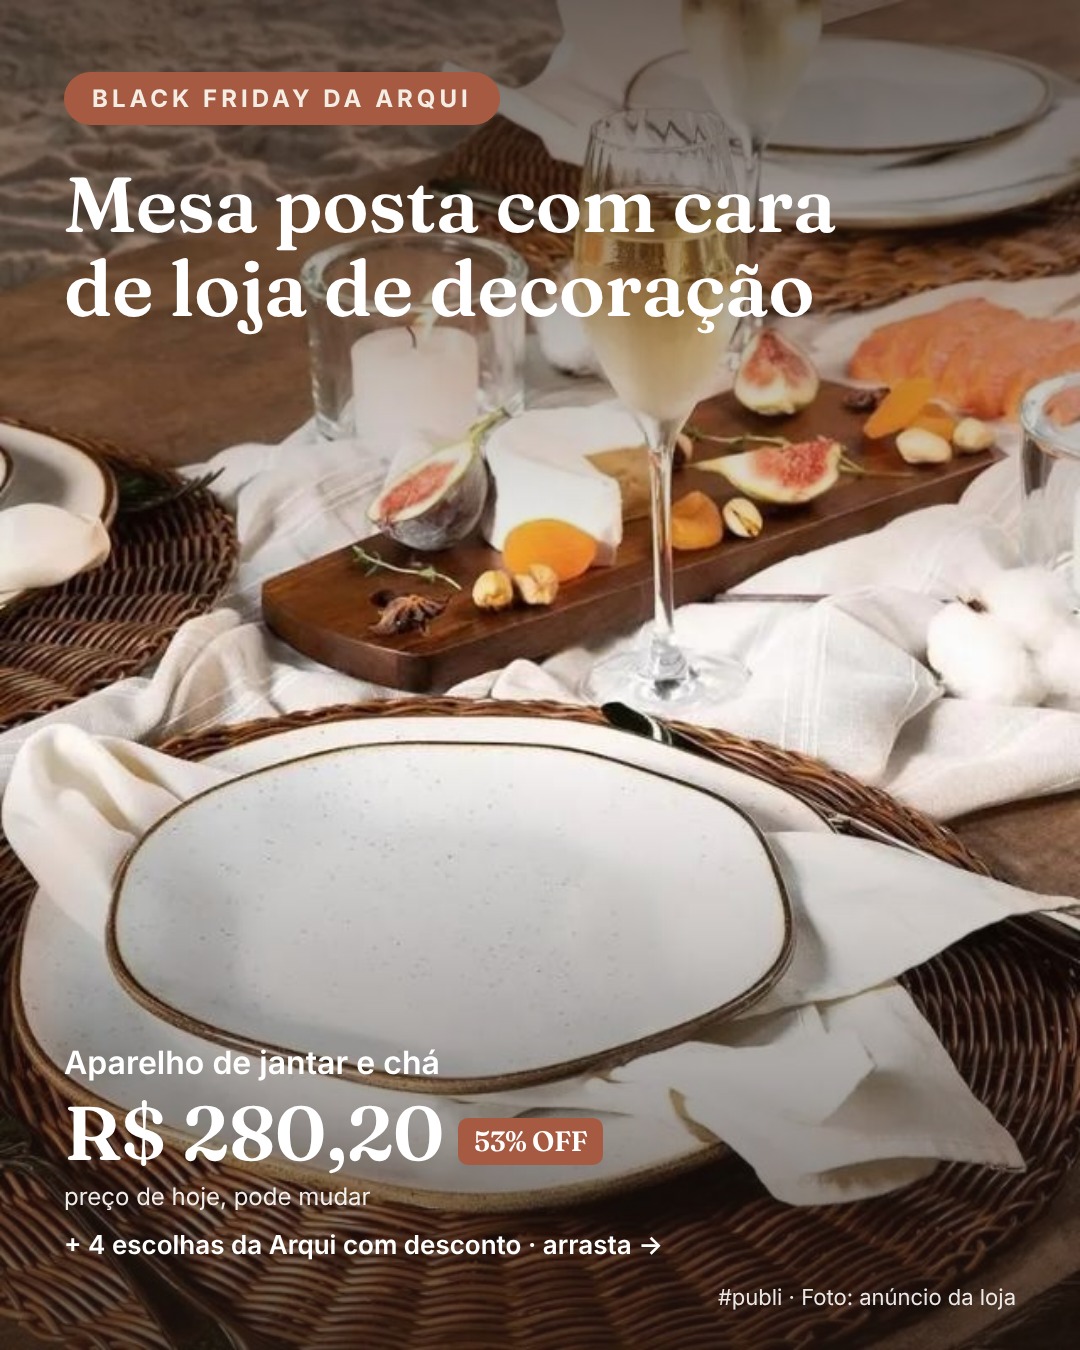 BLACK FRIDAY DA ARQUI
Mesa posta com cara
de loja de decoração
Aparelho de jantar e chá
R$ 280,20 53% OFF
preço de hoje, pode mudar
+ 4 escolhas da Arqui com desconto · arrasta →
#publi · Foto: anúncio da loja